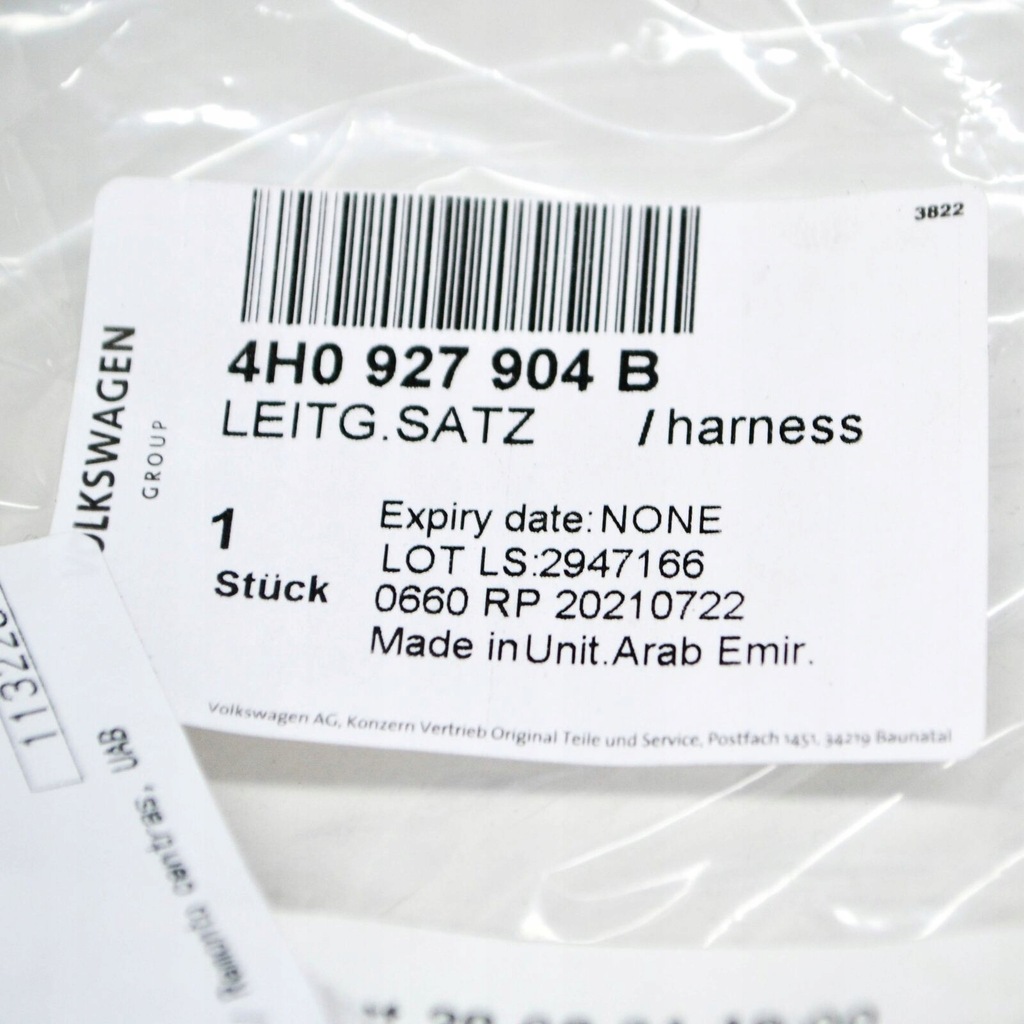 3822
4H0 927 904 B
LEITG.SATZ / harness
VOLKSWAGEN
GROUP
1
Stück
Expiry date: NONE
LOT LS:2947166
0660 RP 20210722
Made in Unit.Arab Emir.
Volkswagen AG, Konzern Vertrieb Original Teile und Service, Postfach 1451, 34219 Baunatal
UAB
centras,